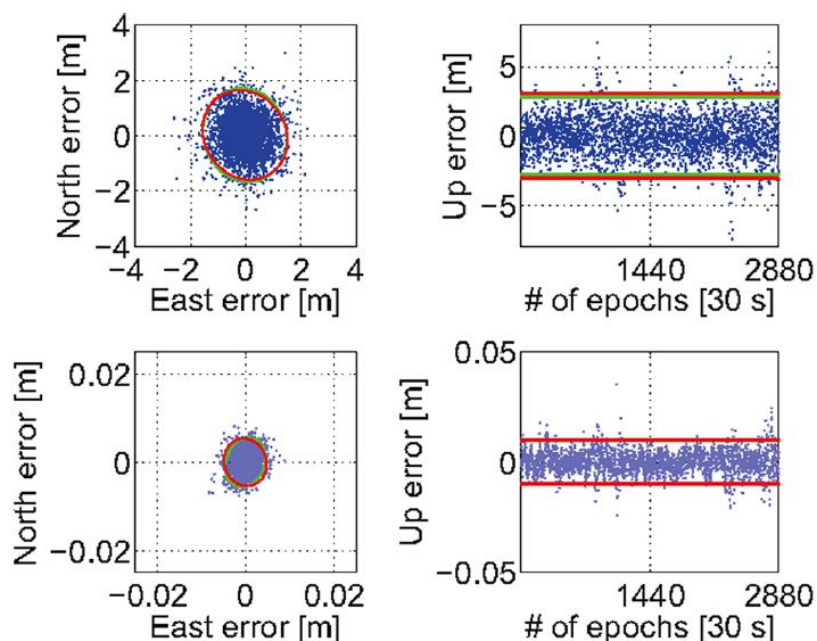 4
2
0
−2
−4
−4 −2 0 2 4
North error [m]
East error [m]
5
0
−5
1440 2880
Up error [m]
# of epochs [30 s]
0.02
0
−0.02
−0.02 0 0.02
North error [m]
East error [m]
0.05
0
−0.05
1440 2880
Up error [m]
# of epochs [30 s]